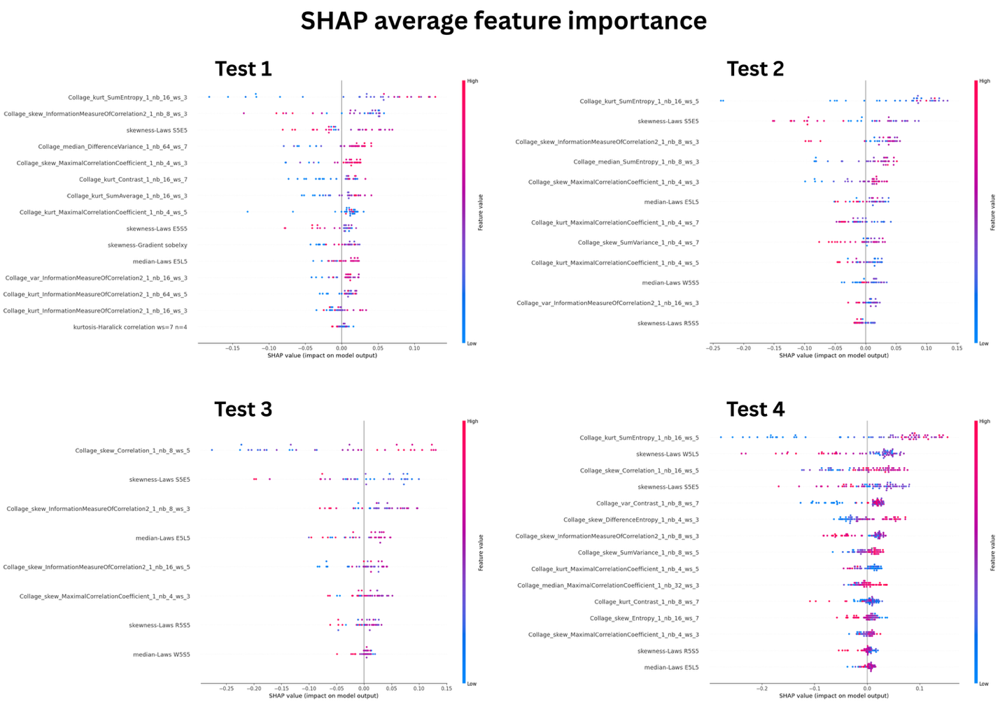 SHAP average feature importance
Test 1
High
Collage_kurt_SumEntropy_1_nb_16_ws_3
Collage_skew_InformationMeasureOfCorrelation2_1_nb_8_ws_3
skewness-Laws S5E5
Collage_median_DifferenceVariance_1_nb_64_ws_7
Collage_skew_MaximalCorrelationCoefficient_1_nb_4_ws_3
Collage_kurt_Contrast_1_nb_16_ws_7
Collage_kurt_SumAverage_1_nb_16_ws_3
Collage_kurt_MaximalCorrelationCoefficient_1_nb_4_ws_5
skewness-Laws E5S5
skewness-Gradient sobelxy
median-Laws E5L5
Collage_var_InformationMeasureOfCorrelation2_1_nb_16_ws_3
Collage_kurt_InformationMeasureOfCorrelation2_1_nb_64_ws_5
Collage_kurt_InformationMeasureOfCorrelation2_1_nb_16_ws_3
kurtosis-Haralick correlation ws=7 n=4
Feature value
Low
−0.15 −0.10 −0.05 0.00 0.05 0.10
SHAP value (impact on model output)
Test 2
High
Collage_kurt_SumEntropy_1_nb_16_ws_5
skewness-Laws S5E5
Collage_skew_InformationMeasureOfCorrelation2_1_nb_8_ws_3
Collage_median_SumEntropy_1_nb_8_ws_3
Collage_skew_MaximalCorrelationCoefficient_1_nb_4_ws_3
median-Laws E5L5
Collage_kurt_MaximalCorrelationCoefficient_1_nb_4_ws_7
Collage_skew_SumVariance_1_nb_4_ws_7
Collage_kurt_MaximalCorrelationCoefficient_1_nb_4_ws_5
median-Laws W5S5
Collage_var_InformationMeasureOfCorrelation2_1_nb_16_ws_3
skewness-Laws R5S5
Feature value
Low
−0.25 −0.20 −0.15 −0.10 −0.05 0.00 0.05 0.10 0.15
SHAP value (impact on model output)
Test 3
High
Collage_skew_Correlation_1_nb_8_ws_5
skewness-Laws S5E5
Collage_skew_InformationMeasureOfCorrelation2_1_nb_8_ws_3
median-Laws E5L5
Collage_skew_InformationMeasureOfCorrelation2_1_nb_16_ws_5
Collage_skew_MaximalCorrelationCoefficient_1_nb_4_ws_3
skewness-Laws R5S5
median-Laws W5S5
Feature value
Low
−0.25 −0.20 −0.15 −0.10 −0.05 0.00 0.05 0.10 0.15
SHAP value (impact on model output)
Test 4
High
Collage_kurt_SumEntropy_1_nb_16_ws_5
skewness-Laws W5L5
Collage_skew_Correlation_1_nb_16_ws_5
skewness-Laws S5E5
Collage_var_Contrast_1_nb_8_ws_7
Collage_skew_DifferenceEntropy_1_nb_4_ws_3
Collage_skew_InformationMeasureOfCorrelation2_1_nb_8_ws_3
Collage_skew_SumVariance_1_nb_8_ws_5
Collage_kurt_MaximalCorrelationCoefficient_1_nb_4_ws_5
Collage_median_MaximalCorrelationCoefficient_1_nb_32_ws_3
Collage_kurt_Contrast_1_nb_8_ws_7
Collage_skew_Entropy_1_nb_16_ws_7
Collage_skew_MaximalCorrelationCoefficient_1_nb_4_ws_3
skewness-Laws R5S5
median-Laws E5L5
Feature value
Low
−0.2 −0.1 0.0 0.1
SHAP value (impact on model output)